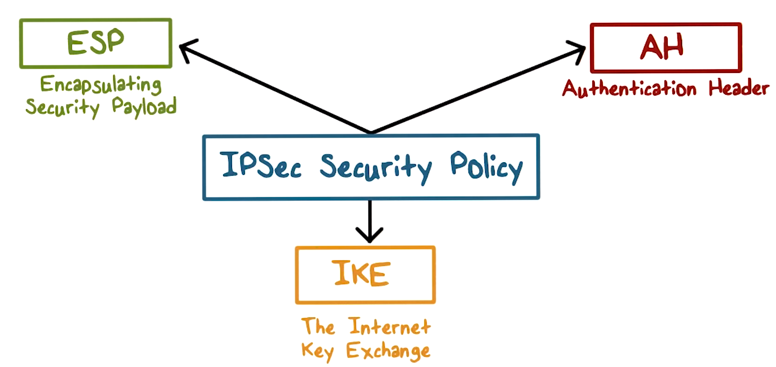 ESP
Encapsulating
Security Payload
AH
Authentication Header
IPSec Security Policy
IKE
The Internet
Key Exchange